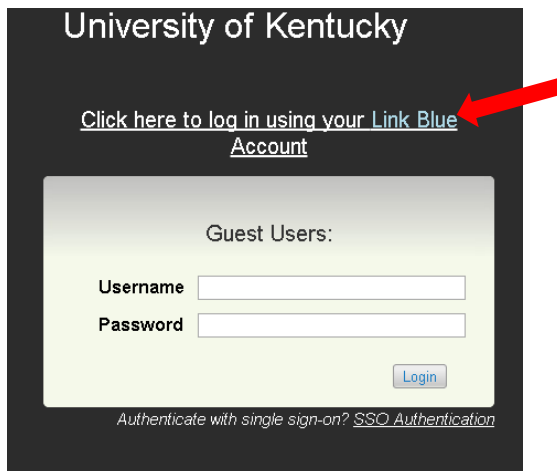 University of Kentucky
Click here to log in using your Link Blue
Account
Guest Users:
Username
Password
Login
Authenticate with single sign-on? SSO Authentication